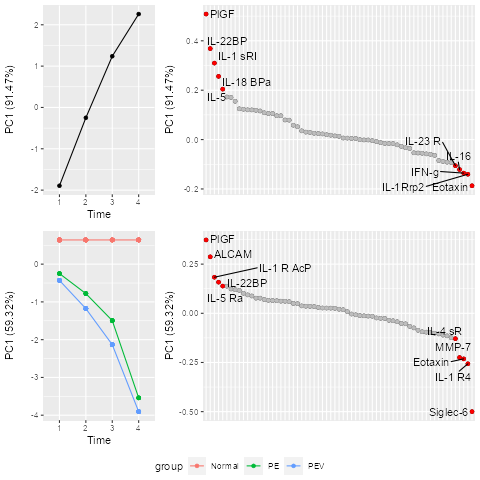 PC1 (91.47%)
2
1
0
-1
-2
1 2 3 4
Time
PC1 (91.47%)
0.4
0.2
0.0
-0.2
PIGF
IL-22BP
IL-1 sRI
IL-18 BPa
IL-5
IL-23 R
IL-16
IFN-g
IL-1Rrp2
Eotaxin
PC1 (59.32%)
0
-1
-2
-3
-4
1 2 3 4
Time
PC1 (59.32%)
0.25
0.00
-0.25
-0.50
PIGF
ALCAM
IL-1 R AcP
IL-22BP
IL-5 Ra
IL-4 sR
MMP-7
Eotaxin
IL-1 R4
Siglec-6
group Normal PE PEV